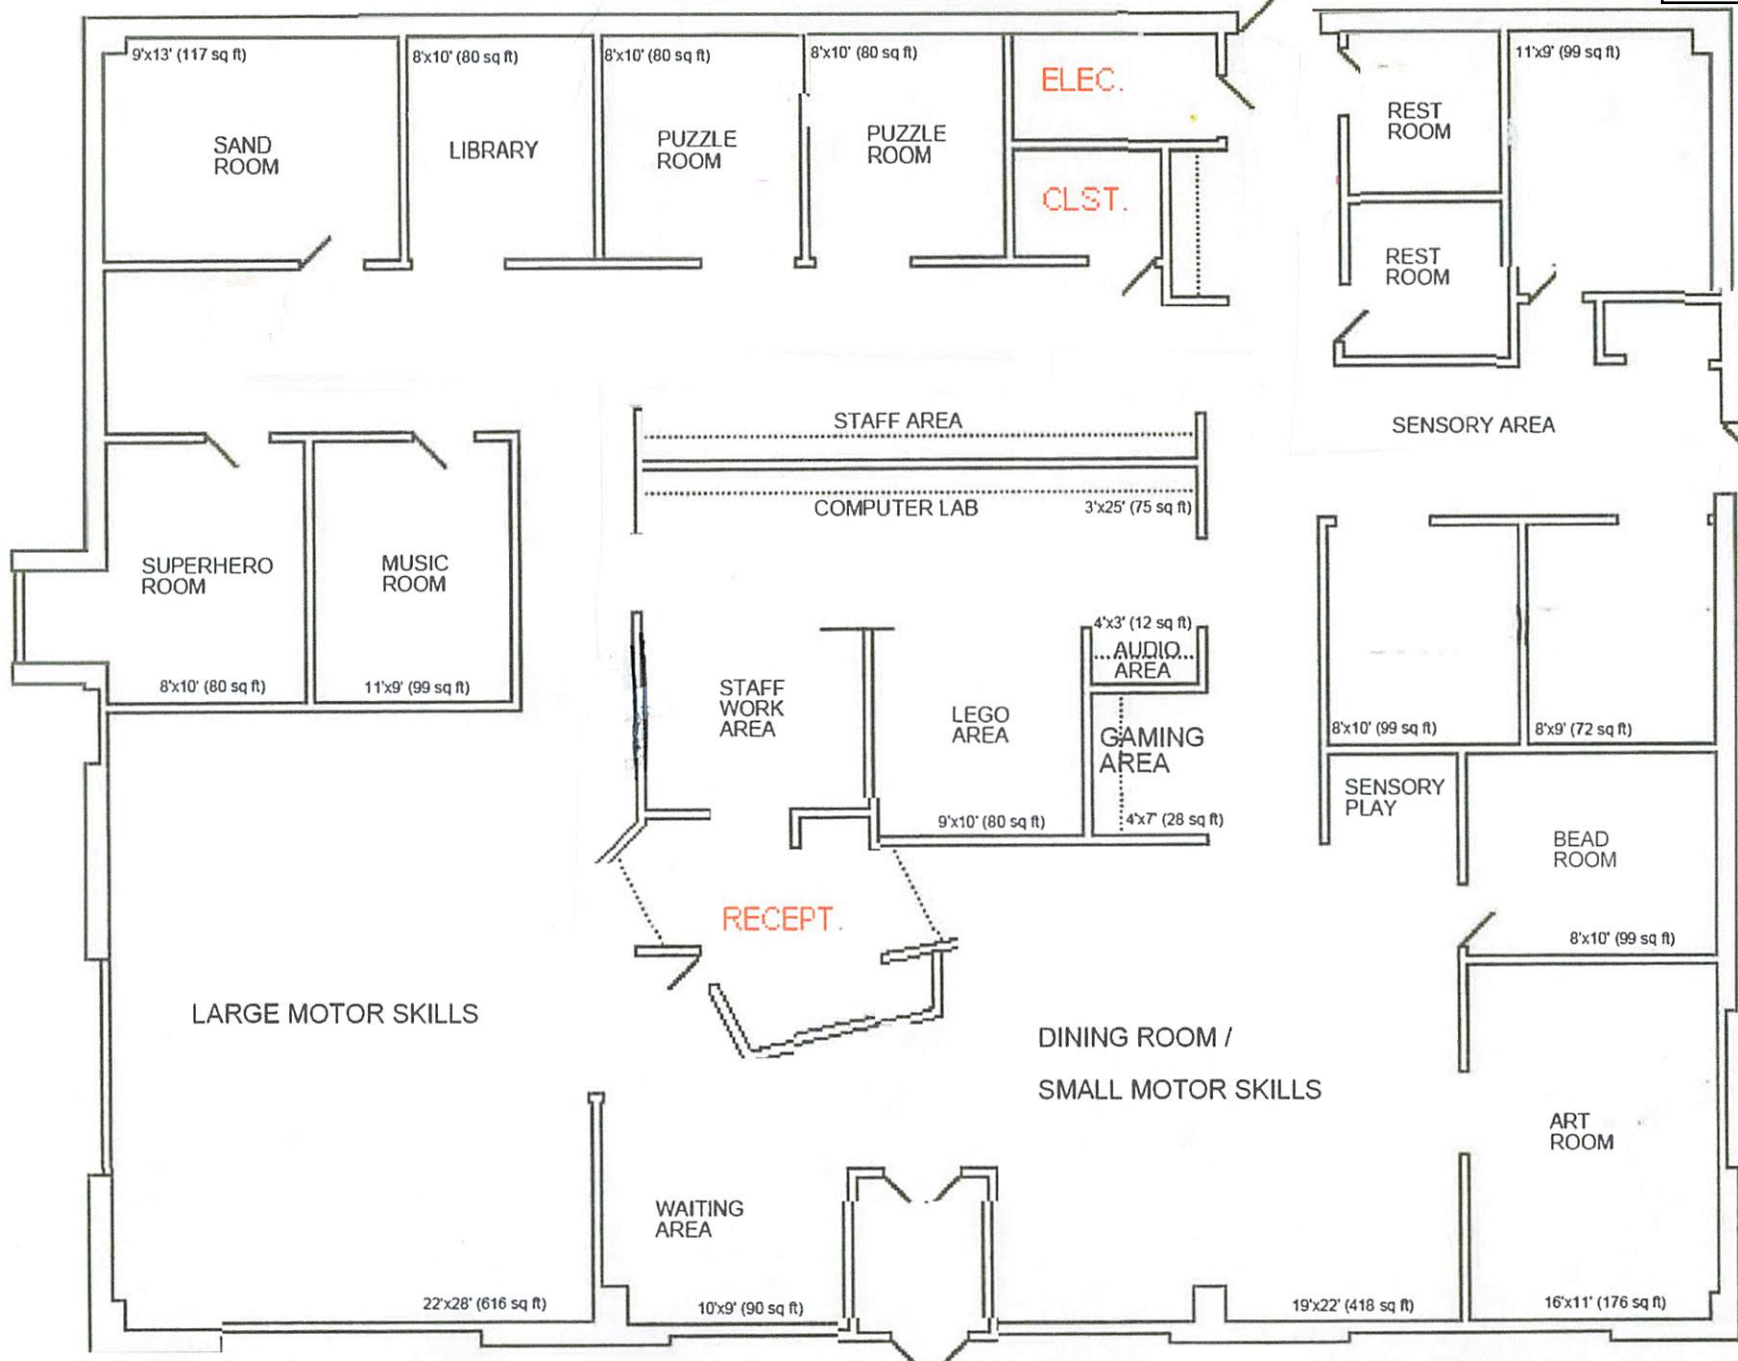 9'x13' (117 sq ft)
8'x10' (80 sq ft)
8'x10' (80 sq ft)
8'x10' (80 sq ft)
11'x9' (99 sq ft)
ELEC.
REST
ROOM
SAND
ROOM
LIBRARY
PUZZLE
ROOM
PUZZLE
ROOM
CLST.
REST
ROOM
STAFF AREA
SENSORY AREA
COMPUTER LAB
3'x25' (75 sq ft)
SUPERHERO
ROOM
MUSIC
ROOM
8'x10' (80 sq ft)
11'x9' (99 sq ft)
4'x3' (12 sq ft)
AUDIO
AREA
STAFF
WORK
AREA
LEGO
AREA
GAMING
AREA
9'x10' (80 sq ft)
4'x7' (28 sq ft)
8'x10' (99 sq ft)
8'x9' (72 sq ft)
SENSORY
PLAY
BEAD
ROOM
8'x10' (99 sq ft)
RECEPT.
LARGE MOTOR SKILLS
DINING ROOM /
SMALL MOTOR SKILLS
ART
ROOM
WAITING
AREA
22'x28' (616 sq ft)
10'x9' (90 sq ft)
19'x22' (418 sq ft)
16'x11' (176 sq ft)